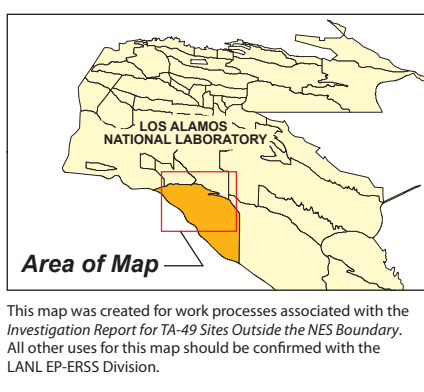 LOS ALAMOS
NATIONAL LABORATORY
Area of Map
This map was created for work processes associated with the
Investigation Report for TA-49 Sites Outside the NES Boundary.
All other uses for this map should be confirmed with the
LANL EP-ERSS Division.